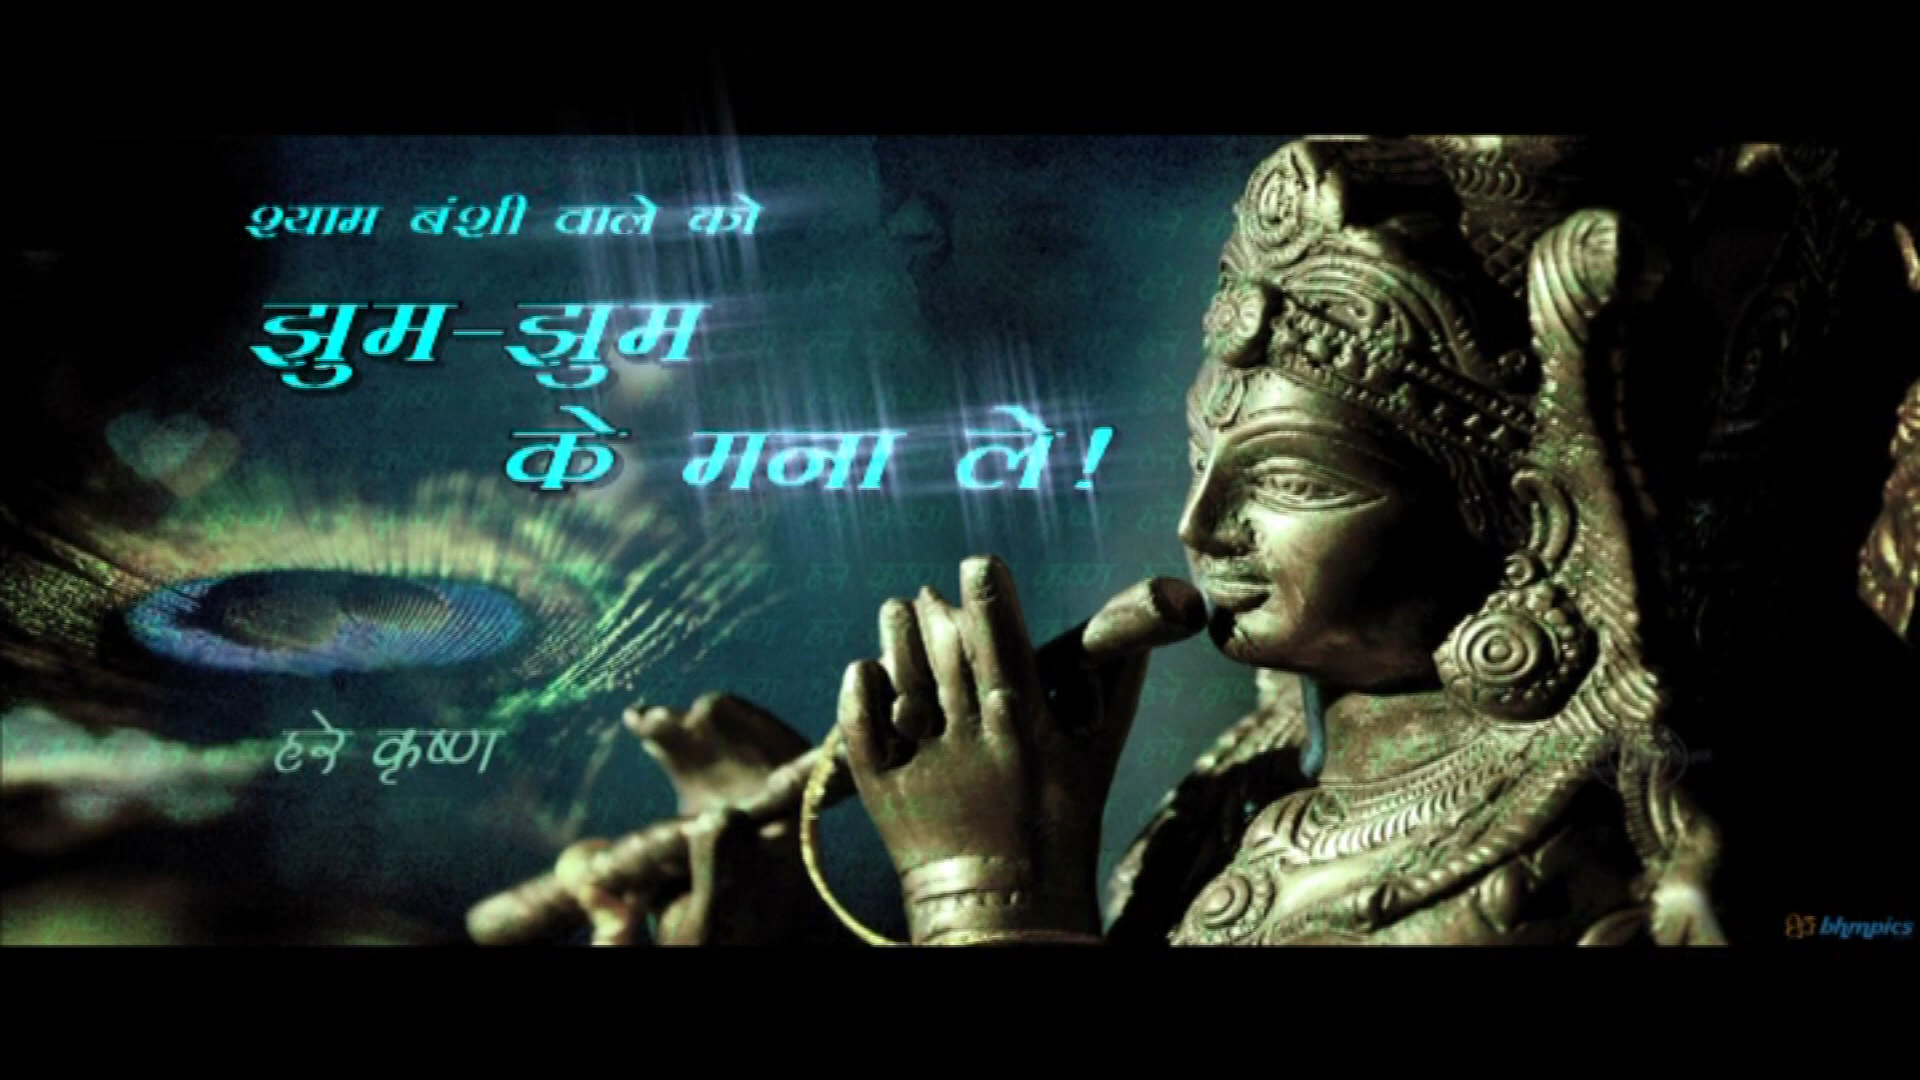 श्याम बंशी वाले को
झुम-झुम
के मना ले!
हरे कृष्ण
bhmpics